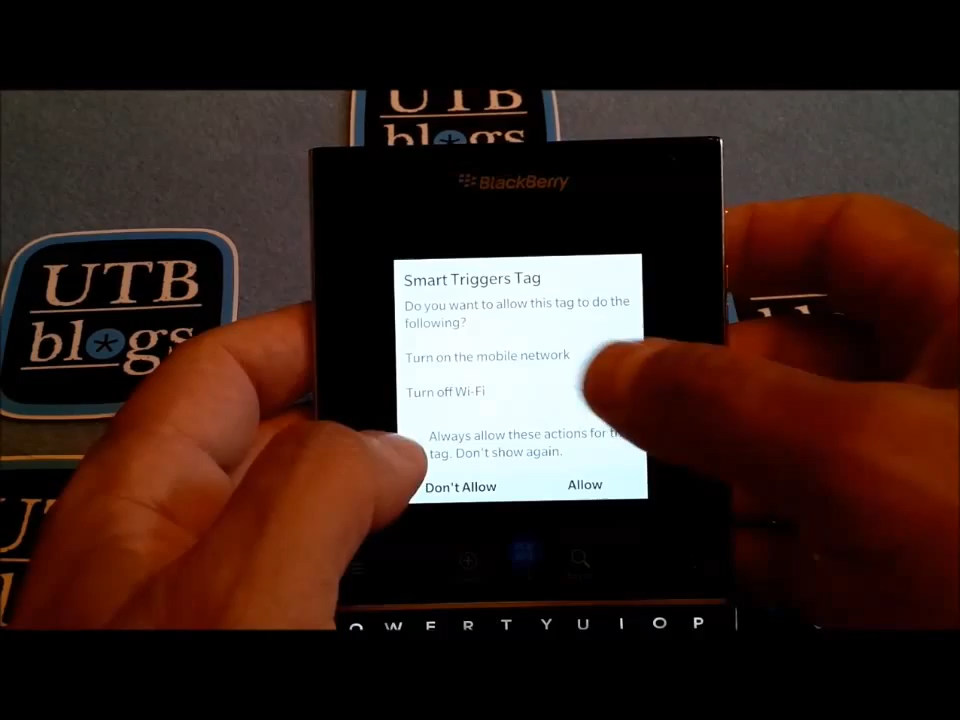 UTB
blogs
BlackBerry
UTB
blogs
Smart Triggers Tag
Do you want to allow this tag to do the
following?
Turn on the mobile network
Turn off Wi-Fi
Always allow these actions for
tag. Don't show again.
Don't Allow
Allow
Q W E R T Y U I O P